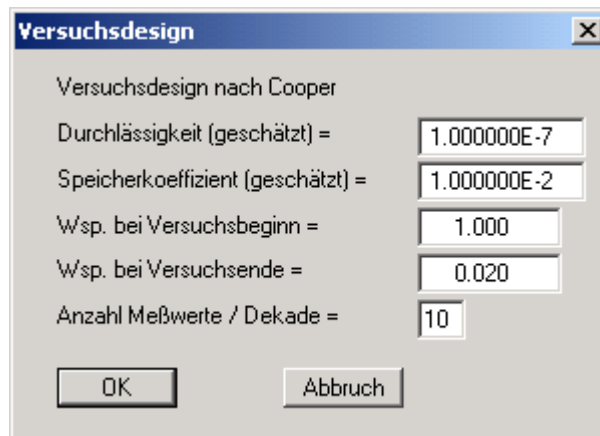 Versuchsdesign
Versuchsdesign nach Cooper
Durchlässigkeit (geschätzt) = 1.000000E-7
Speicherkoeffizient (geschätzt) = 1.000000E-2
Wsp. bei Versuchsbeginn = 1.000
Wsp. bei Versuchsende = 0.020
Anzahl Meßwerte / Dekade = 10
OK Abbruch